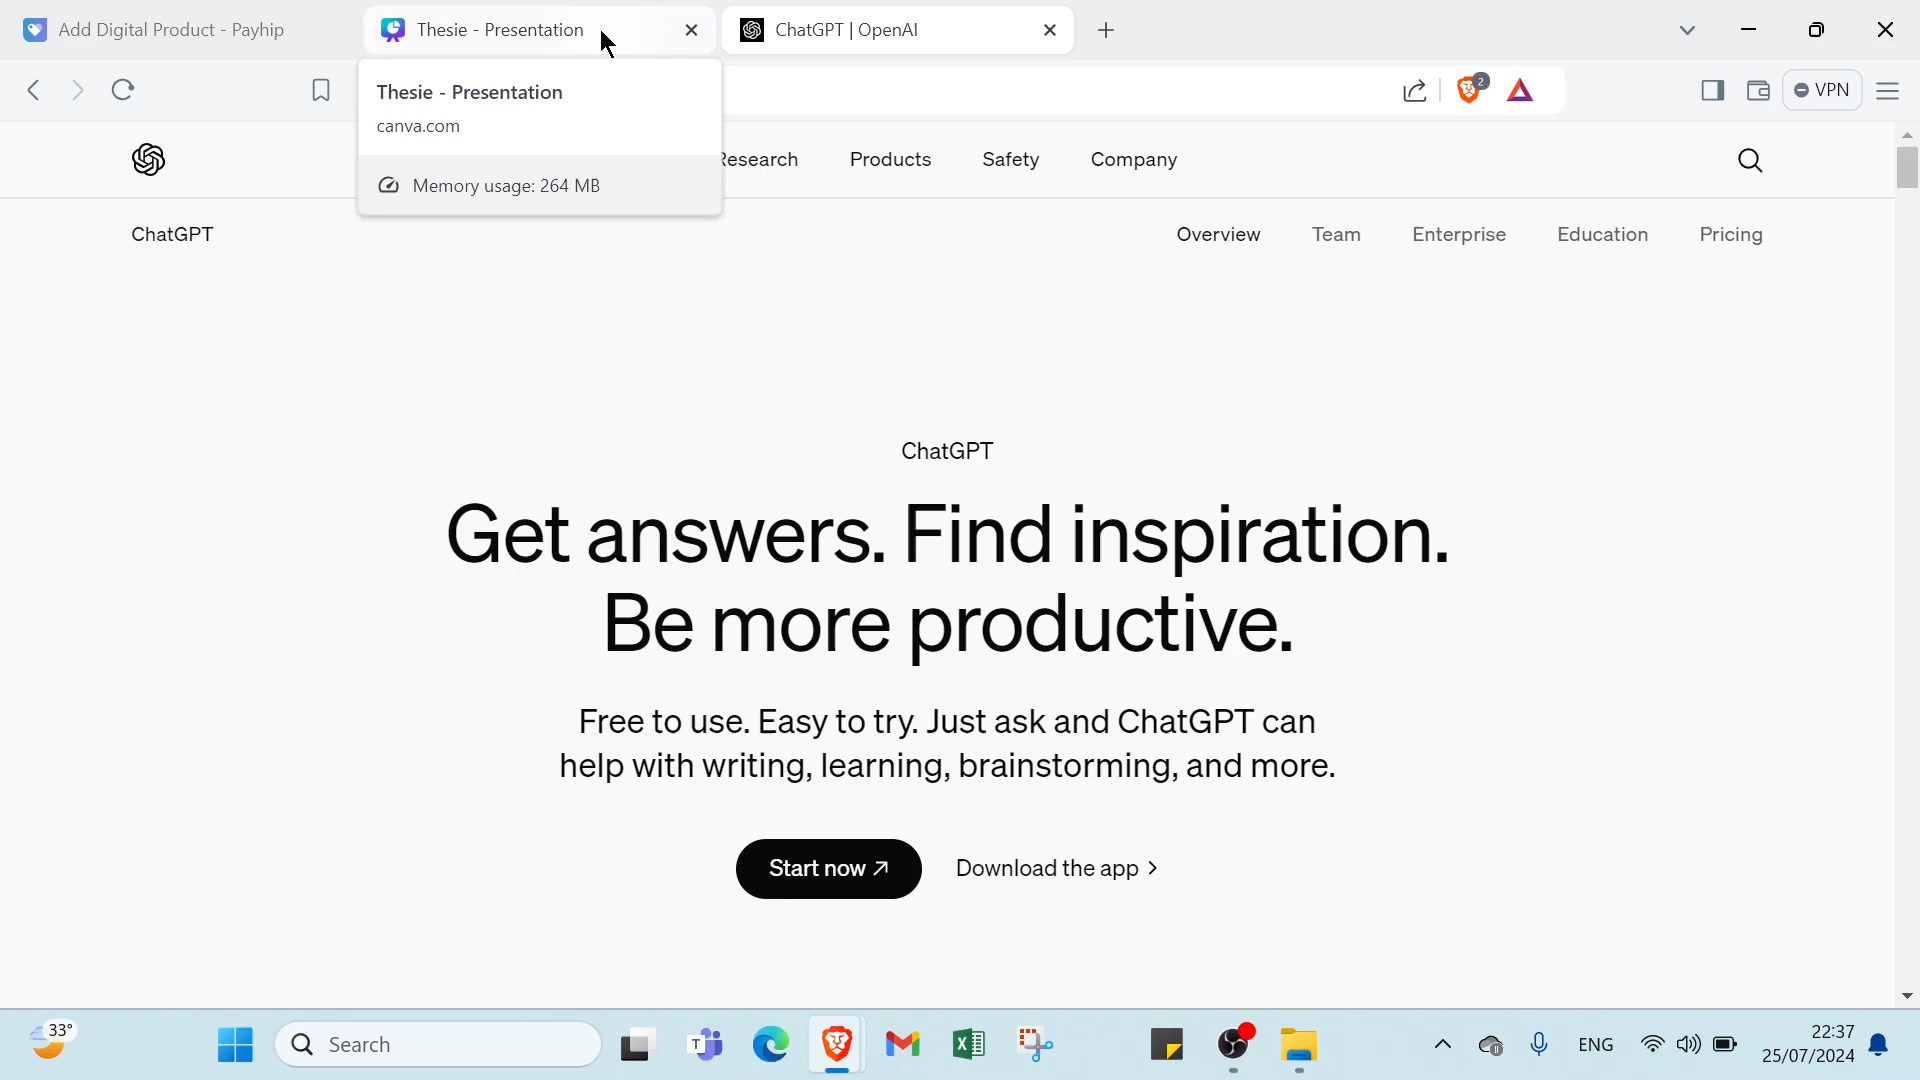 Add Digital Product - Payhip
Thesie - Presentation
ChatGPT | OpenAI
Thesie - Presentation
canva.com
Memory usage: 264 MB
2
VPN
Research
Products
Safety
Company
ChatGPT
Overview
Team
Enterprise
Education
Pricing
ChatGPT
Get answers. Find inspiration.
Be more productive.
Free to use. Easy to try. Just ask and ChatGPT can
help with writing, learning, brainstorming, and more.
Start now
Download the app
33°
Search
ENG
22:37
25/07/2024